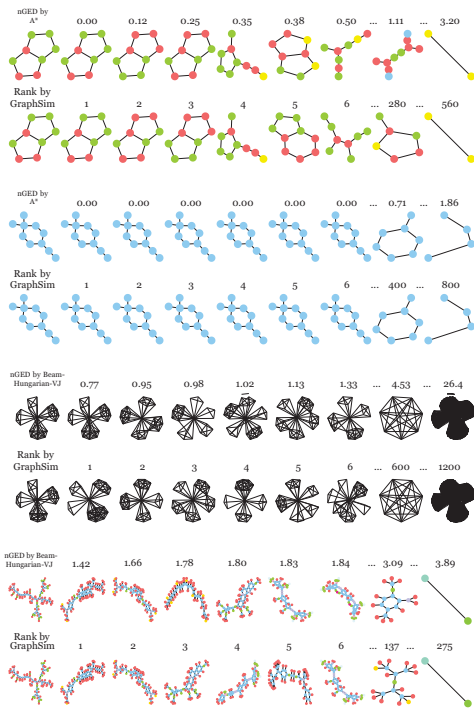 nGED by
A*
0.00 0.12 0.25 0.35 0.38 0.50 ... 1.11 ... 3.20
Rank by
GraphSim
1 2 3 4 5 6 ... 280 ... 560
nGED by
A*
0.00 0.00 0.00 0.00 0.00 0.00 ... 0.71 ... 1.86
Rank by
GraphSim
1 2 3 4 5 6 ... 400 ... 800
nGED by Beam-
Hungarian-VJ
0.77 0.95 0.98 1.02 1.13 1.33 ... 4.53 ... 26.4
Rank by
GraphSim
1 2 3 4 5 6 ... 600 ... 1200
nGED by Beam-
Hungarian-VJ
1.42 1.66 1.78 1.80 1.83 1.84 ... 3.09 ... 3.89
Rank by
GraphSim
1 2 3 4 5 6 ... 137 ... 275